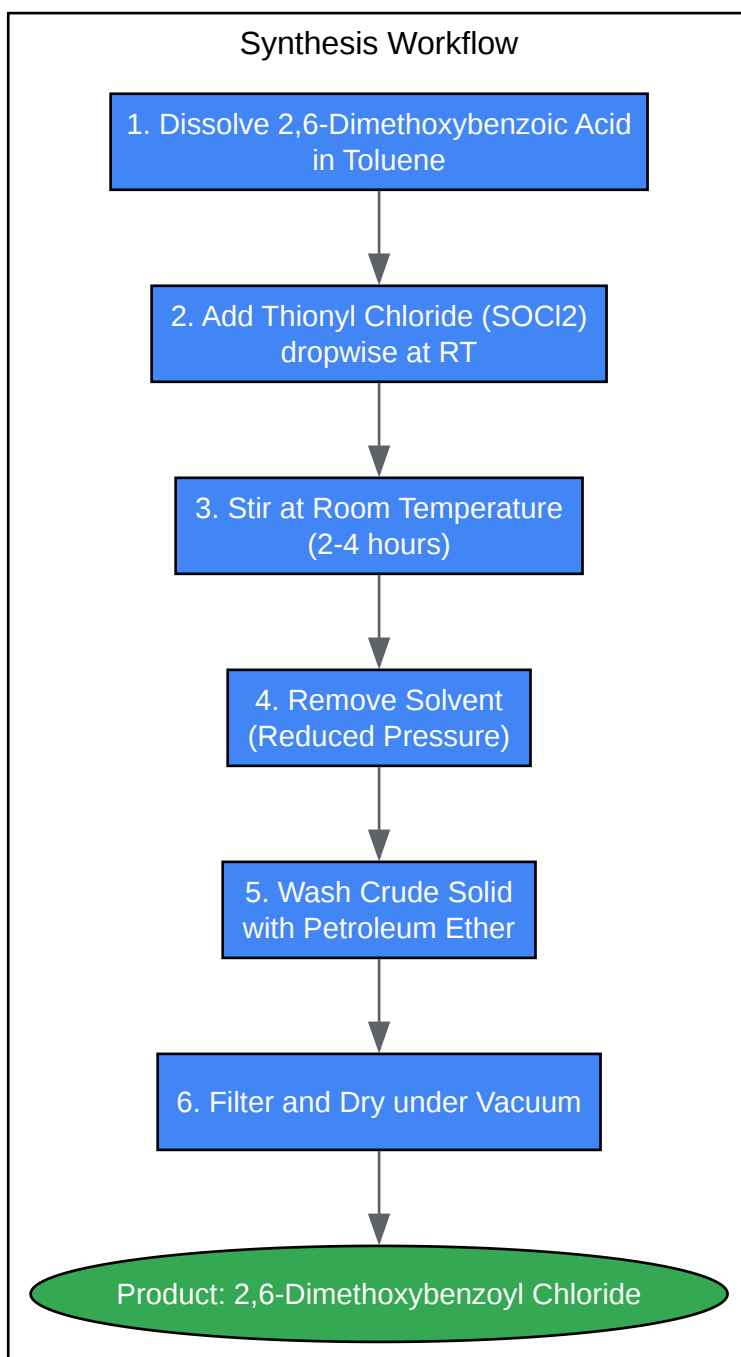 Synthesis Workflow
1. Dissolve 2,6-Dimethoxybenzoic Acid
in Toluene
2. Add Thionyl Chloride (SOCl2)
dropwise at RT
3. Stir at Room Temperature
(2-4 hours)
4. Remove Solvent
(Reduced Pressure)
5. Wash Crude Solid
with Petroleum Ether
6. Filter and Dry under Vacuum
Product: 2,6-Dimethoxybenzoyl Chloride